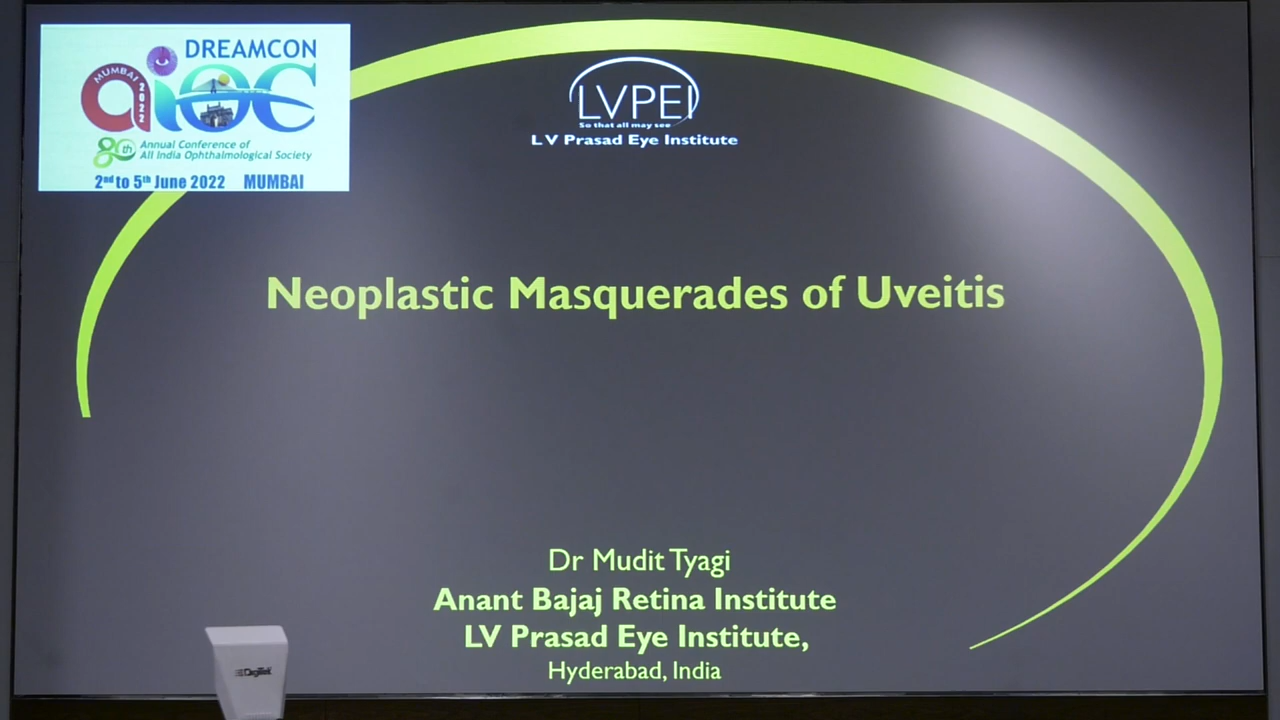 DREAMCON
MUMBAI 2022
aioc
80th Annual Conference of
All India Ophthalmological Society
2nd to 5th June 2022 MUMBAI
LVPEI
So that all may see
L V Prasad Eye Institute
Neoplastic Masquerades of Uveitis
Dr Mudit Tyagi
Anant Bajaj Retina Institute
LV Prasad Eye Institute,
Hyderabad, India
DigiTek